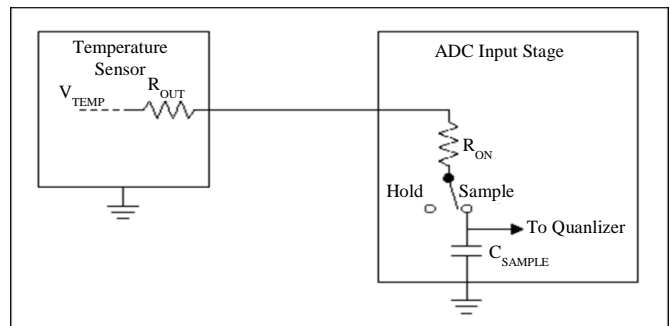 Temperature
Sensor
V_TEMP
R_OUT
ADC Input Stage
R_ON
Hold
Sample
To Quanlizer
C_SAMPLE